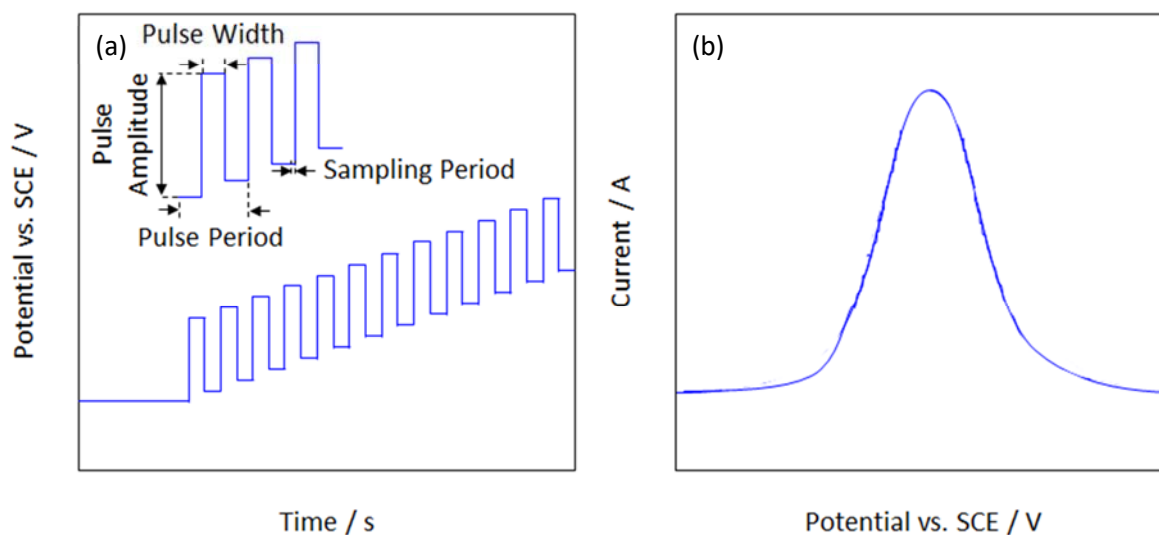 (a)
Pulse Width
Pulse
Amplitude
Sampling Period
Pulse Period
Potential vs. SCE / V
Time / s
(b)
Current / A
Potential vs. SCE / V